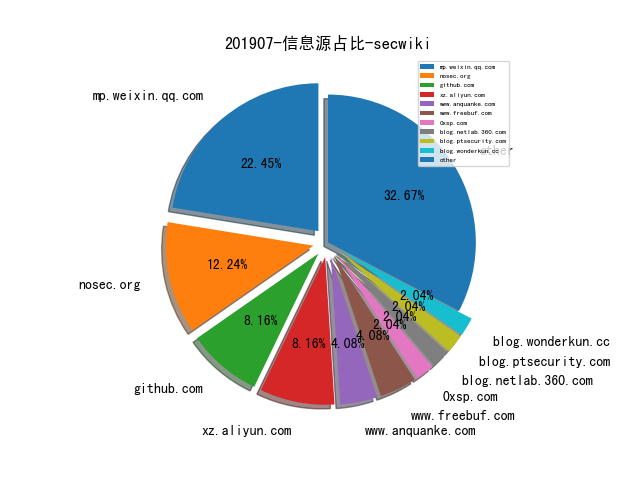 201907-信息源占比-secwiki
mp.weixin.qq.com
nosec.org
github.com
xz.aliyun.com
www.anquanke.com
www.freebuf.com
0xsp.com
blog.netlab.360.com
blog.ptsecurity.com
blog.wonderkun.cc
other
mp.weixin.qq.com
other
22.45%
32.67%
nosec.org
12.24%
2.04%
2.04%
2.04%
2.04%
github.com
8.16%
xz.aliyun.com
8.16%
www.anquanke.com
4.08%
www.freebuf.com
4.08%
0xsp.com
blog.netlab.360.com
blog.ptsecurity.com
blog.wonderkun.cc